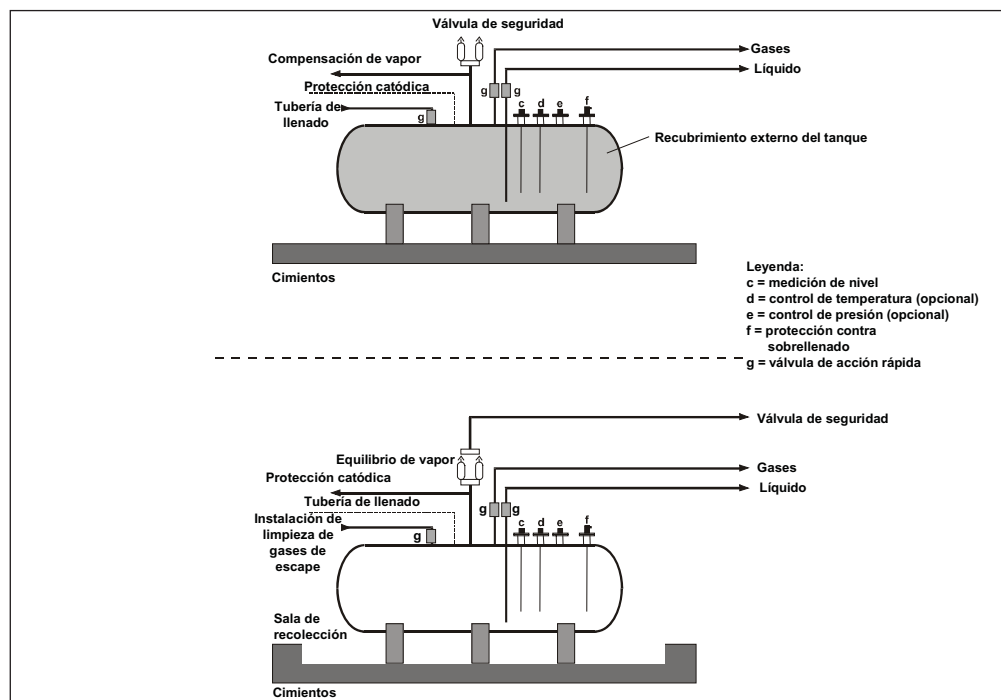 Válvula de seguridad
Compensación de vapor
Gases
Líquido
Protección catódica
Tubería de
llenado
g
g
g
c
d
e
f
Recubrimiento externo del tanque
Cimientos
Leyenda:
c = medición de nivel
d = control de temperatura (opcional)
e = control de presión (opcional)
f = protección contra
sobrellenado
g = válvula de acción rápida
Válvula de seguridad
Equilibrio de vapor
Gases
Protección catódica
Líquido
Tubería de llenado
Instalación de
limpieza de
gases de
escape
g
g
g
c
d
e
f
Sala de
recolección
Cimientos